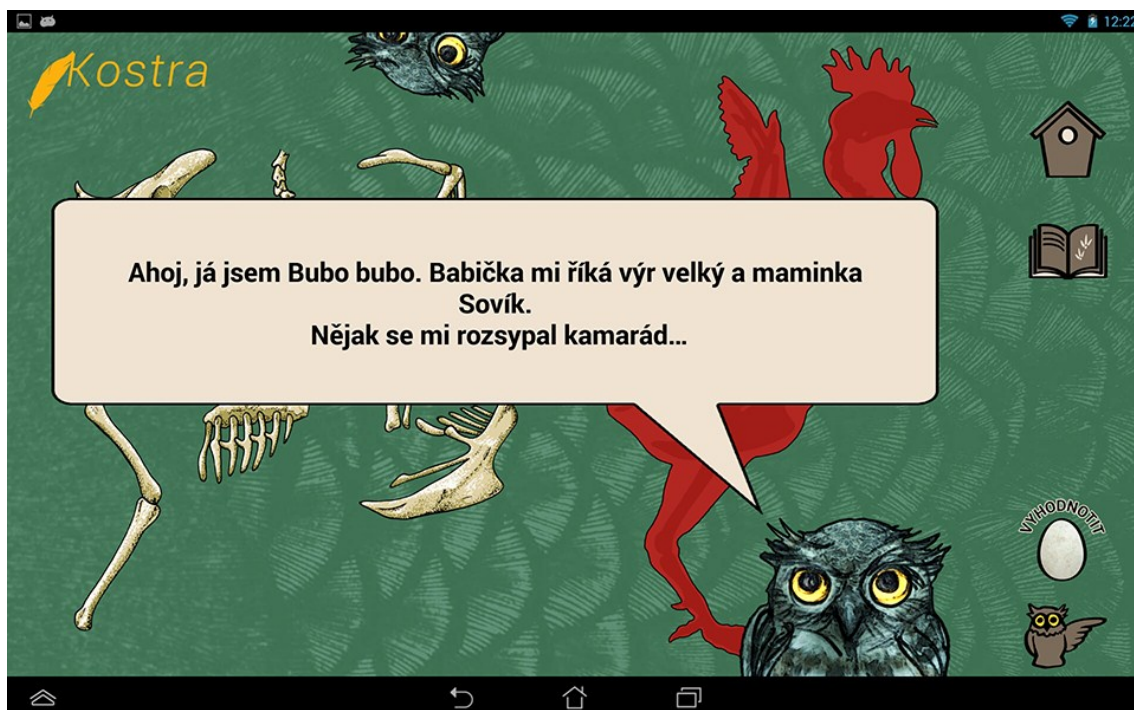 12:22
Kostra
Ahoj, já jsem Bubo bubo. Babička mi říká výr velký a maminka
Sovík.
Nějak se mi rozsypal kamarád...
VYHODNOTIT